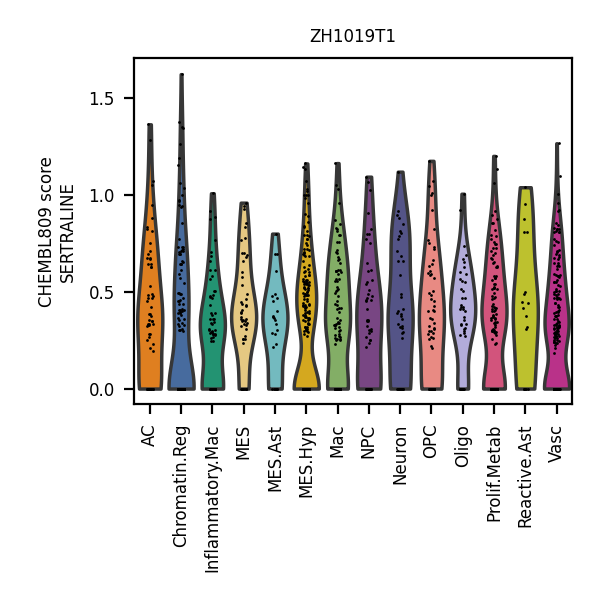 ZH1019T1
CHEMBL809 score
SERTRALINE
1.5
1.0
0.5
0.0
AC
Chromatin.Reg
Inflammatory.Mac
MES
MES.Ast
MES.Hyp
Mac
NPC
Neuron
OPC
Oligo
Prolif.Metab
Reactive.Ast
Vasc